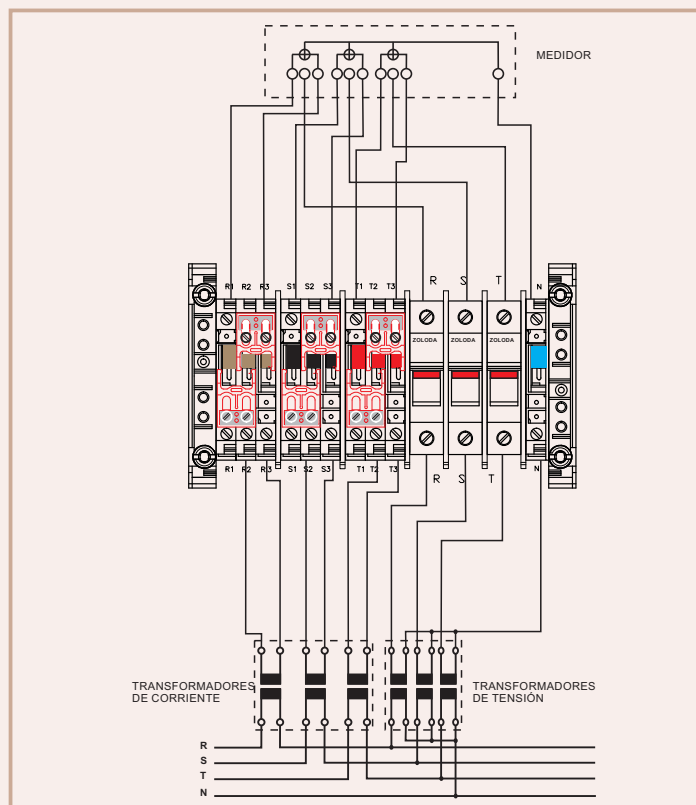 MEDIDOR
R1 R2 R3 S1 S2 S3 T1 T2 T3 R S T N
ZOLODA ZOLODA ZOLODA
R1 R2 R3 S1 S2 S3 T1 T2 T3 R S T N
TRANSFORMADORES
DE CORRIENTE
TRANSFORMADORES
DE TENSIÓN
R
S
T
N